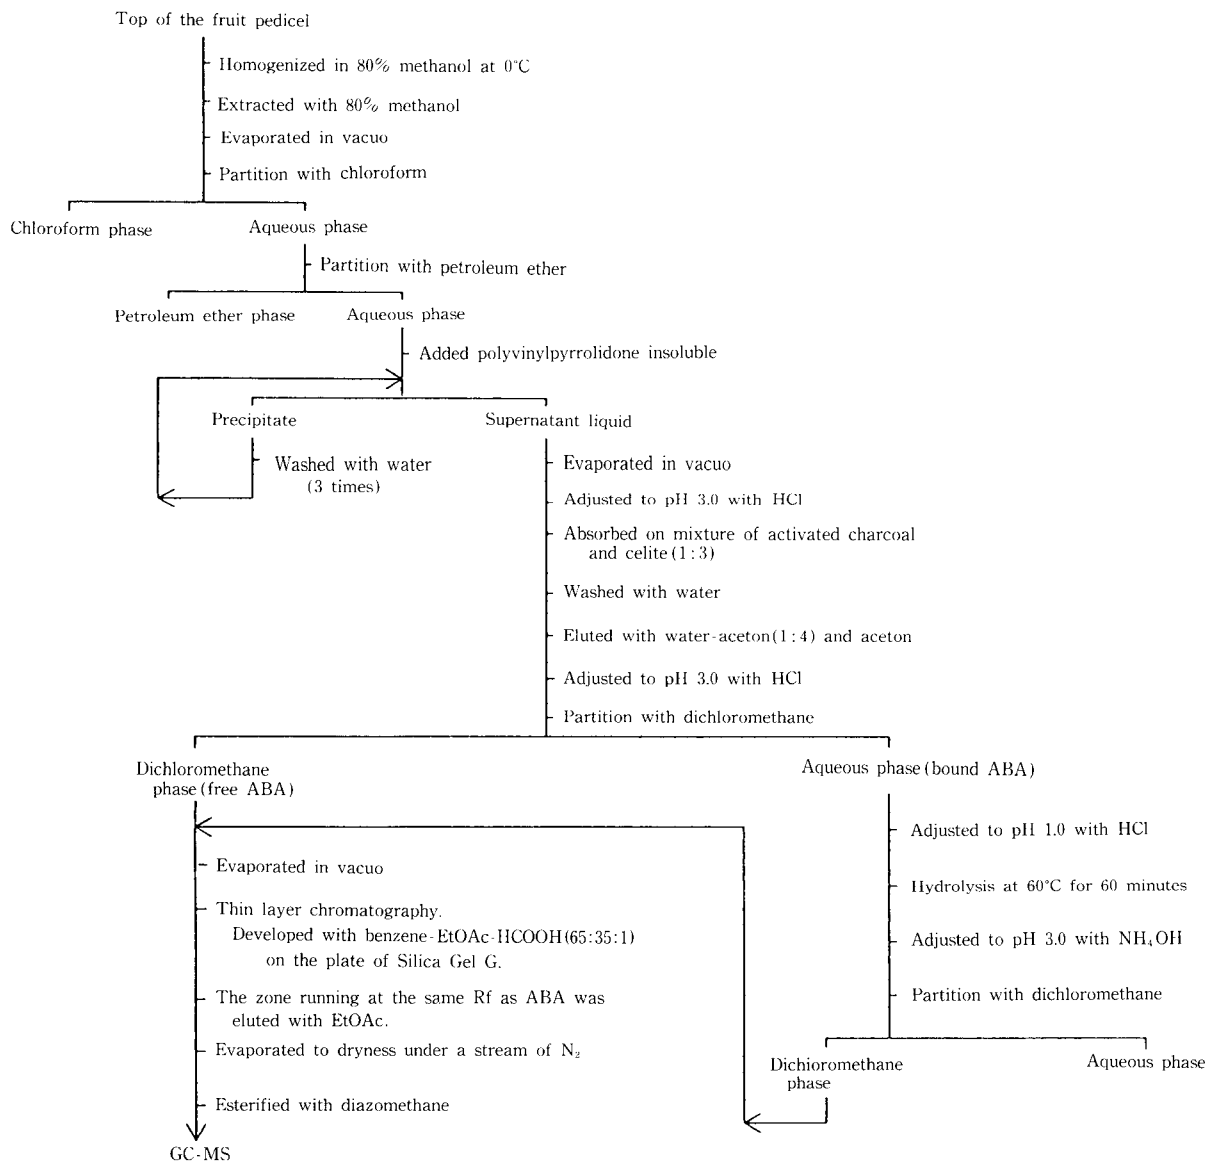 Top of the fruit pedicel
Homogenized in 80% methanol at 0°C
Extracted with 80% methanol
Evaporated in vacuo
Partition with chloroform
Chloroform phase
Aqueous phase
Partition with petroleum ether
Petroleum ether phase
Aqueous phase
Added polyvinylpyrrolidone insoluble
Precipitate
Supernatant liquid
Washed with water
(3 times)
Evaporated in vacuo
Adjusted to pH 3.0 with HCl
Absorbed on mixture of activated charcoal
and celite(1:3)
Washed with water
Eluted with water-aceton(1:4) and aceton
Adjusted to pH 3.0 with HCl
Partition with dichloromethane
Dichloromethane
phase(free ABA)
Aqueous phase(bound ABA)
Evaporated in vacuo
Thin layer chromatography.
Developed with benzene-EtOAc-HCOOH(65:35:1)
on the plate of Silica Gel G.
The zone running at the same Rf as ABA was
eluted with EtOAc.
Evaporated to dryness under a stream of N₂
Esterified with diazomethane
GC-MS
Adjusted to pH 1.0 with HCl
Hydrolysis at 60°C for 60 minutes
Adjusted to pH 3.0 with NH₄OH
Partition with dichloromethane
Dichioromethane
phase
Aqueous phase